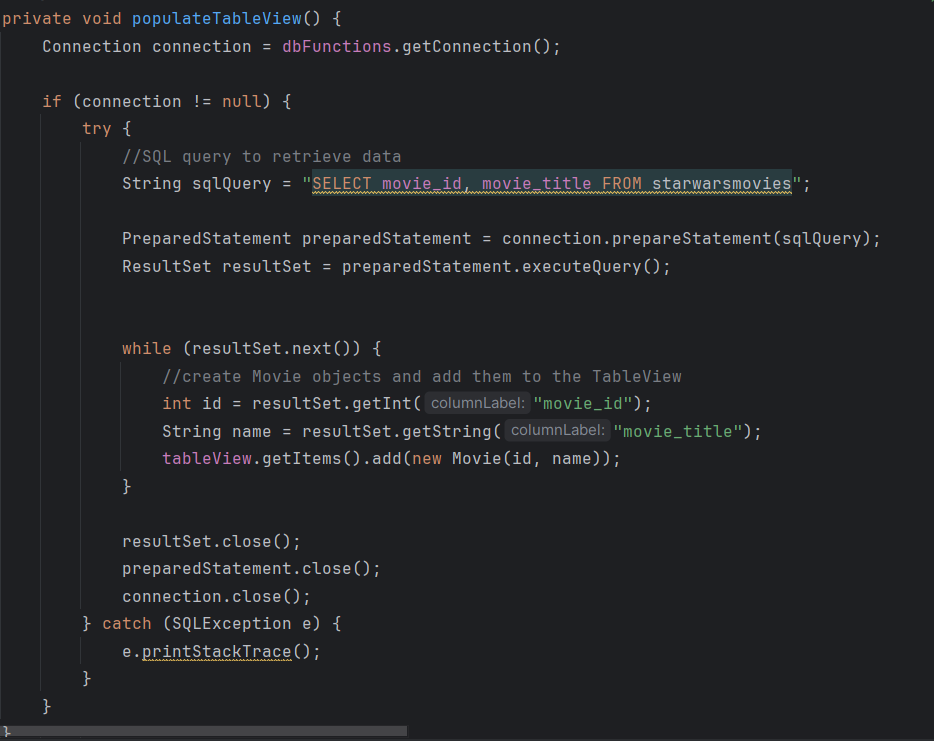 private void populateTableView() {
    Connection connection = dbFunctions.getConnection();

    if (connection != null) {
        try {
            //SQL query to retrieve data
            String sqlQuery = "SELECT movie_id, movie_title FROM starwarsmovies";

            PreparedStatement preparedStatement = connection.prepareStatement(sqlQuery);
            ResultSet resultSet = preparedStatement.executeQuery();


            while (resultSet.next()) {
                //create Movie objects and add them to the TableView
                int id = resultSet.getInt( columnLabel: "movie_id");
                String name = resultSet.getString( columnLabel: "movie_title");
                tableView.getItems().add(new Movie(id, name));
            }

            resultSet.close();
            preparedStatement.close();
            connection.close();
        } catch (SQLException e) {
            e.printStackTrace();
        }
    }
}